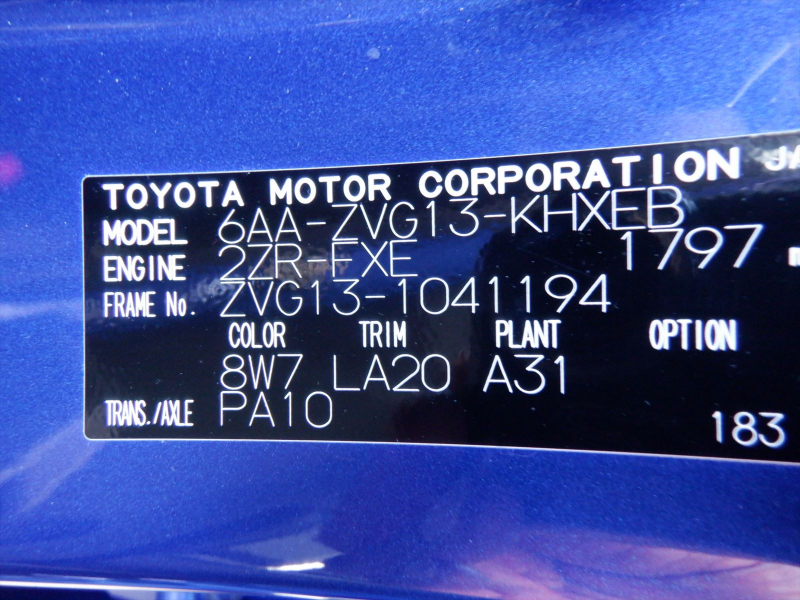 TOYOTA MOTOR CORPORATION JA
MODEL 6AA-ZVG13-KHXEB
ENGINE 2ZR-FXE 1797
FRAME No. ZVG13-1041194
COLOR TRIM PLANT OPTION
8W7 LA20 A31
TRANS./AXLE PA10
183